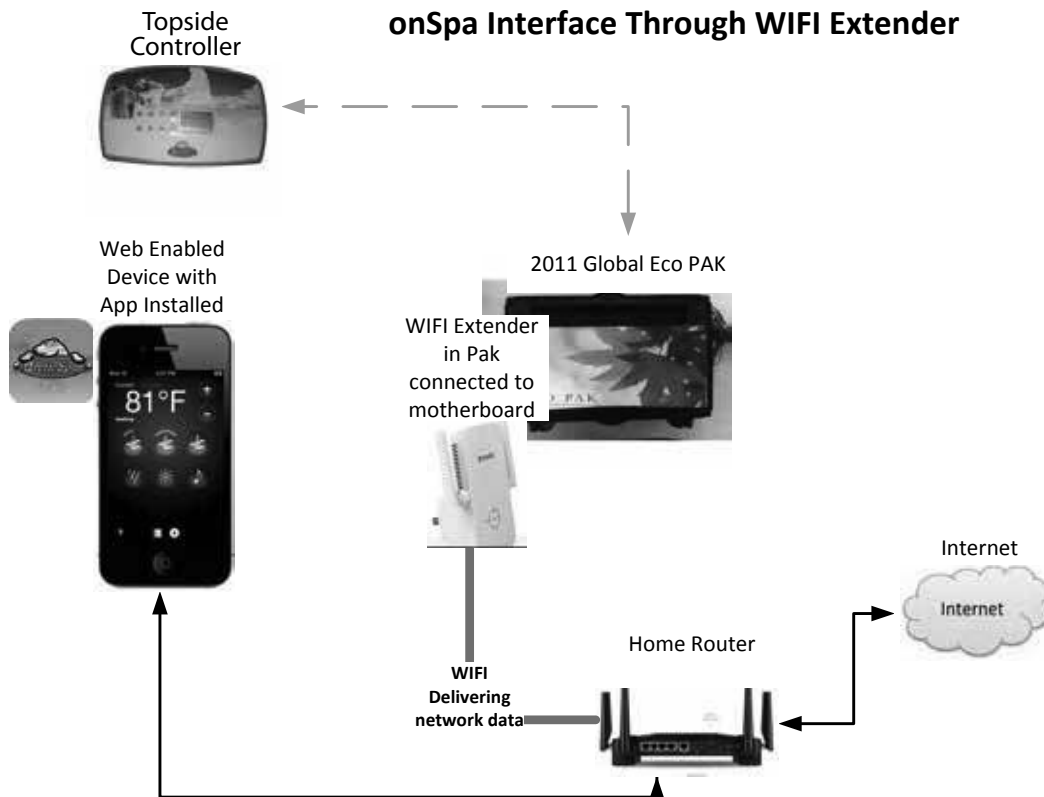 onSpa Interface Through WIFI Extender
Topside
Controller
Web Enabled
Device with
App Installed
81°F
2011 Global Eco PAK
WIFI Extender
in Pak
connected to
motherboard
PAK
WIFI
Delivering
network data
Home Router
Internet
Internet